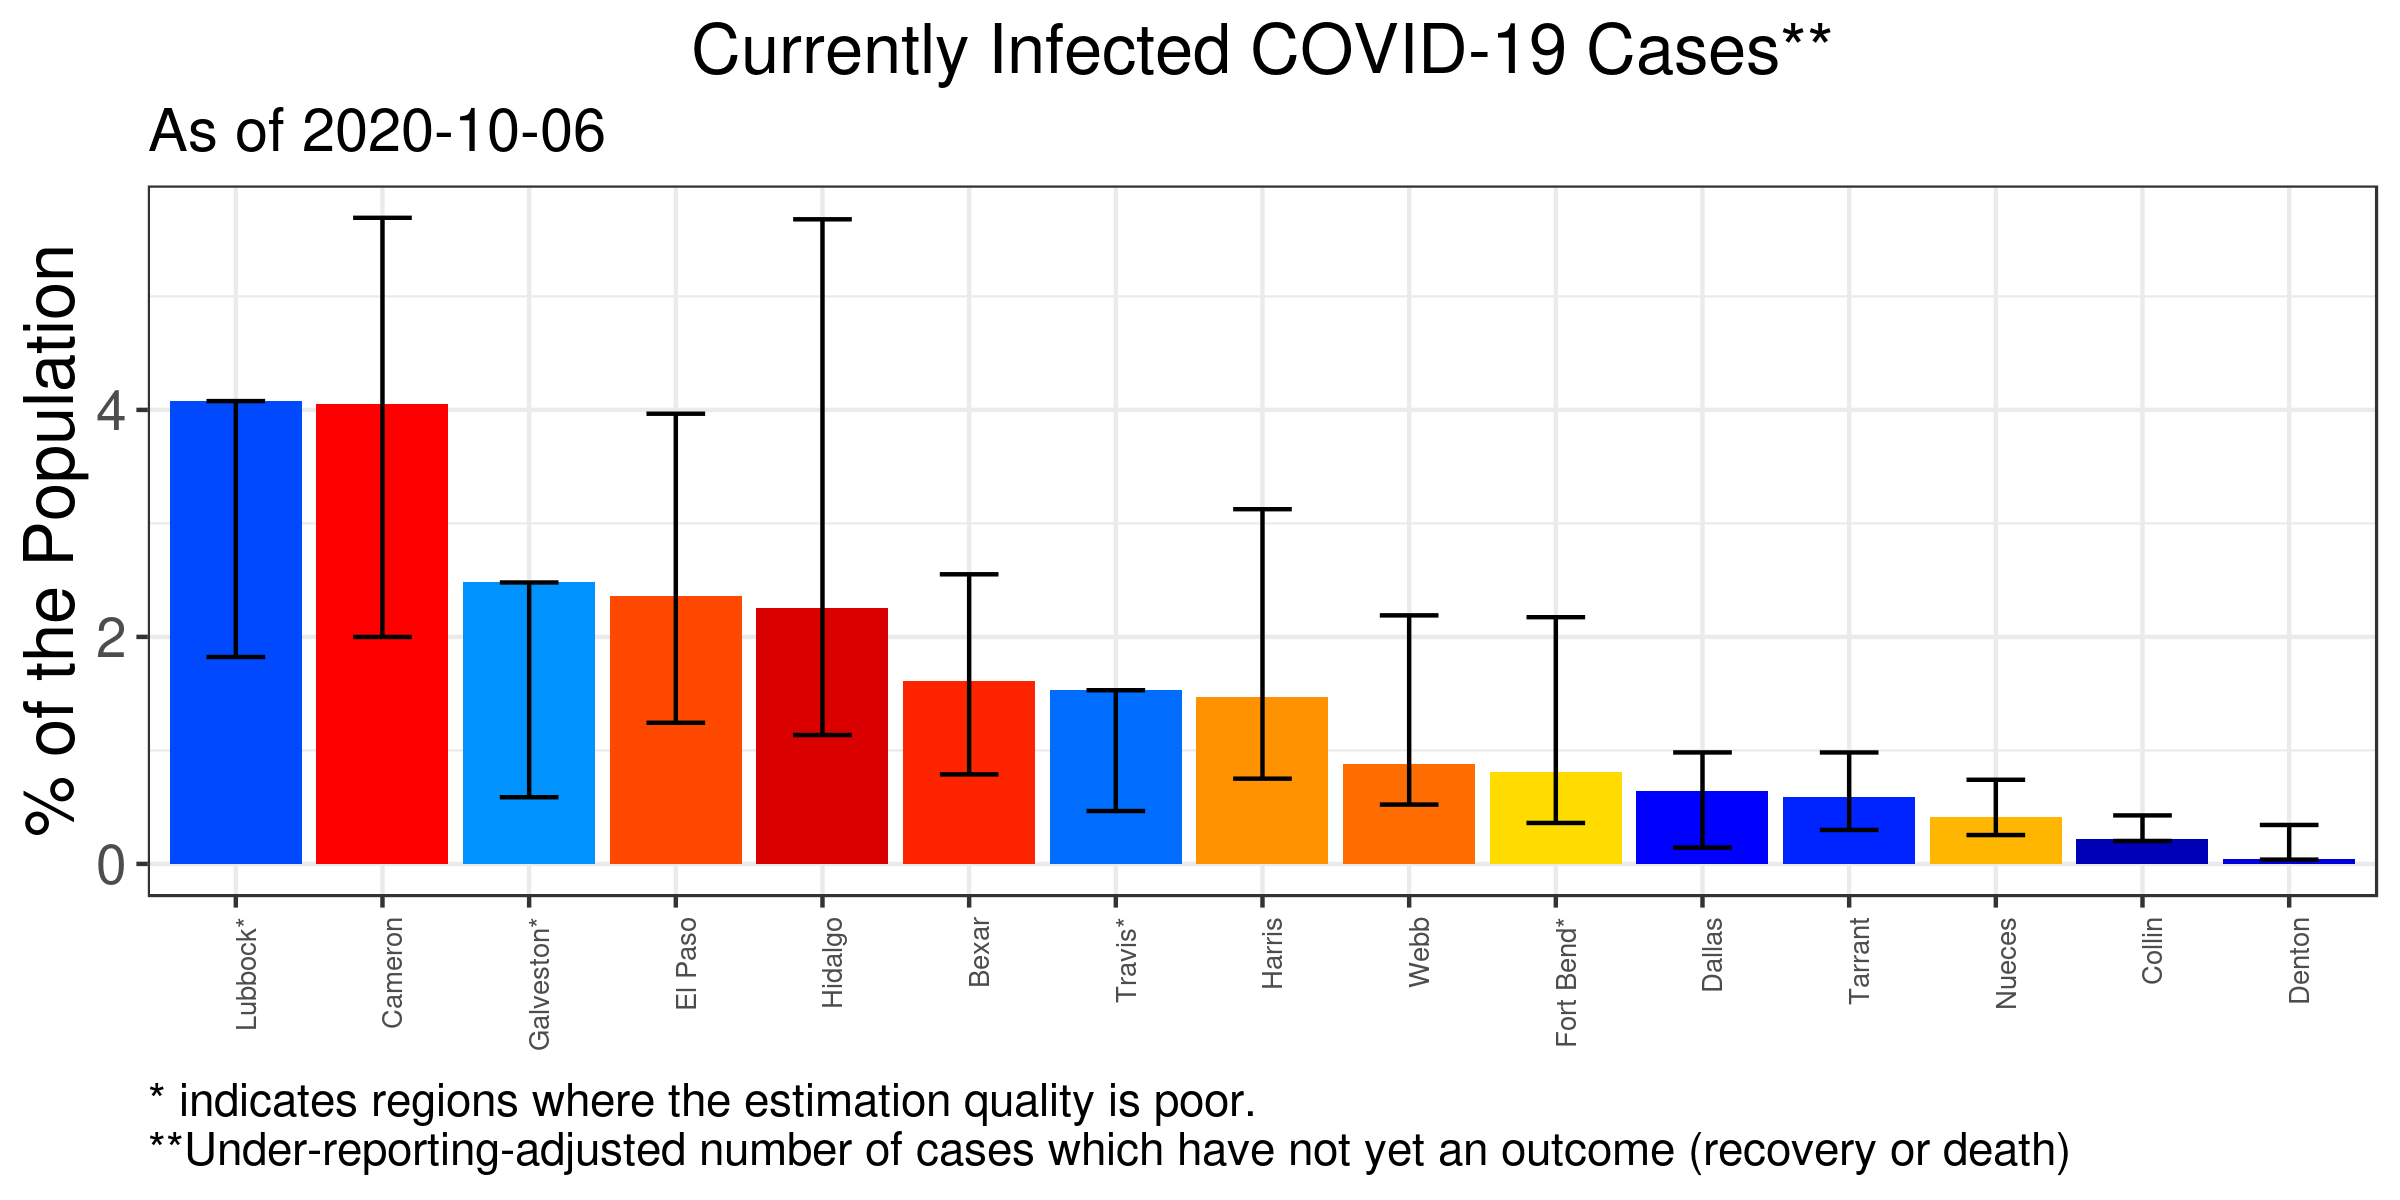 Currently Infected COVID-19 Cases**
As of 2020-10-06
% of the Population
4
2
0
Lubbock*
Cameron
Galveston*
El Paso
Hidalgo
Bexar
Travis*
Harris
Webb
Fort Bend*
Dallas
Tarrant
Nueces
Collin
Denton
* indicates regions where the estimation quality is poor.
**Under-reporting-adjusted number of cases which have not yet an outcome (recovery or death)